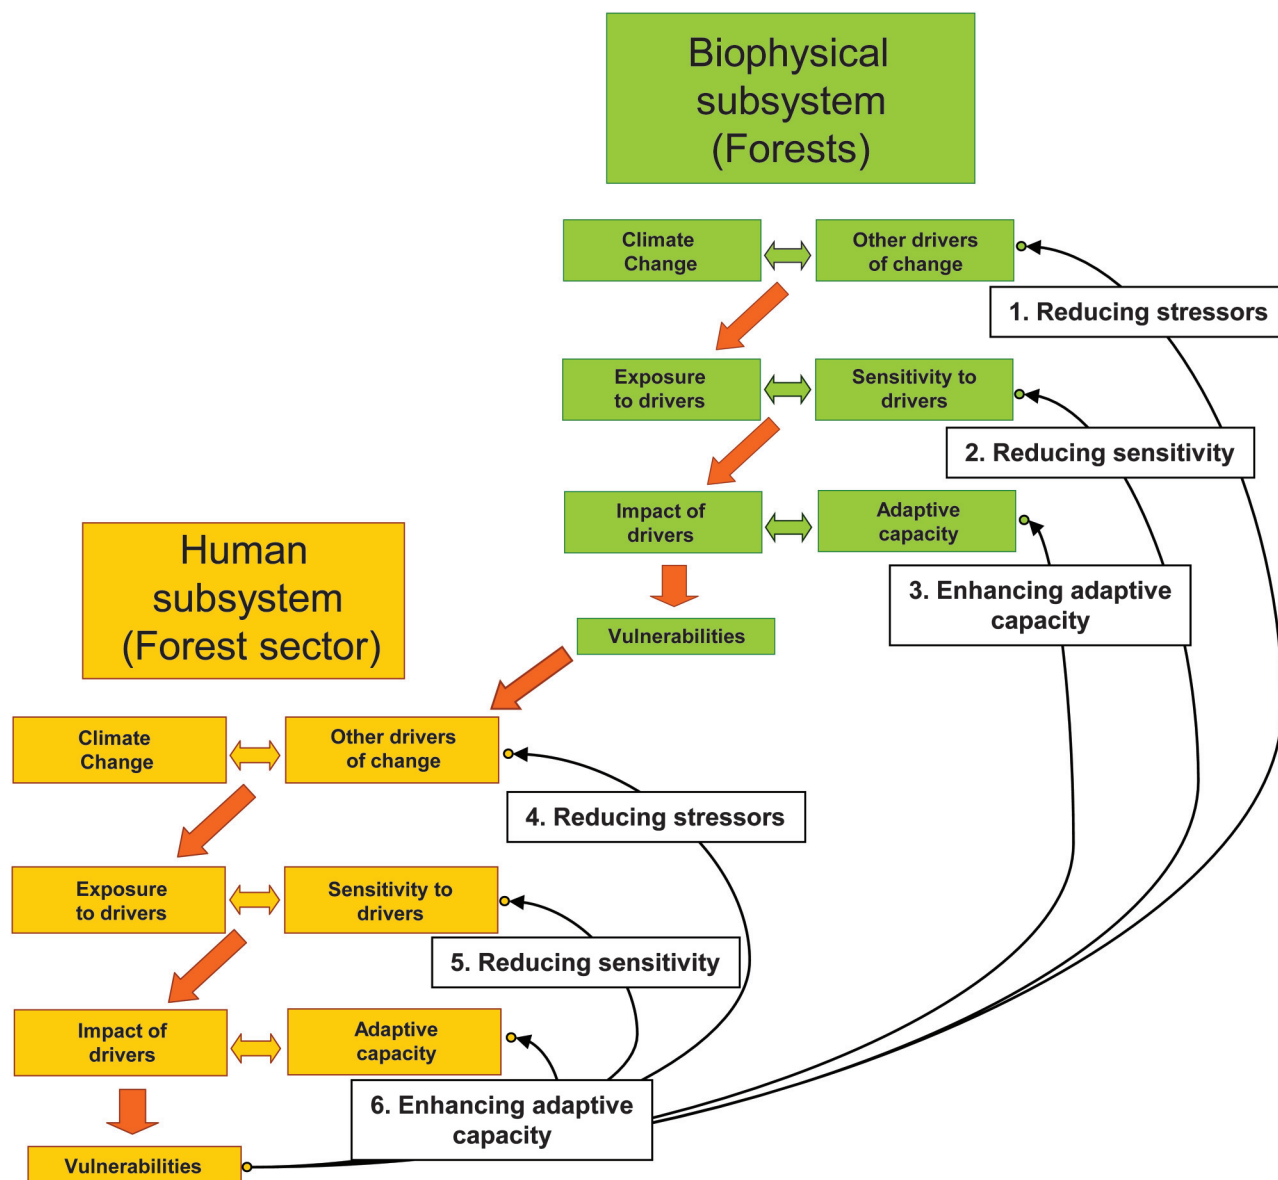 Biophysical
subsystem
(Forests)
Climate
Change
Other drivers
of change
1. Reducing stressors
Exposure
to drivers
Sensitivity to
drivers
2. Reducing sensitivity
Impact of
drivers
Adaptive
capacity
3. Enhancing adaptive
capacity
Vulnerabilities
Human
subsystem
(Forest sector)
Climate
Change
Other drivers
of change
4. Reducing stressors
Exposure
to drivers
Sensitivity to
drivers
5. Reducing sensitivity
Impact of
drivers
Adaptive
capacity
6. Enhancing adaptive
capacity
Vulnerabilities